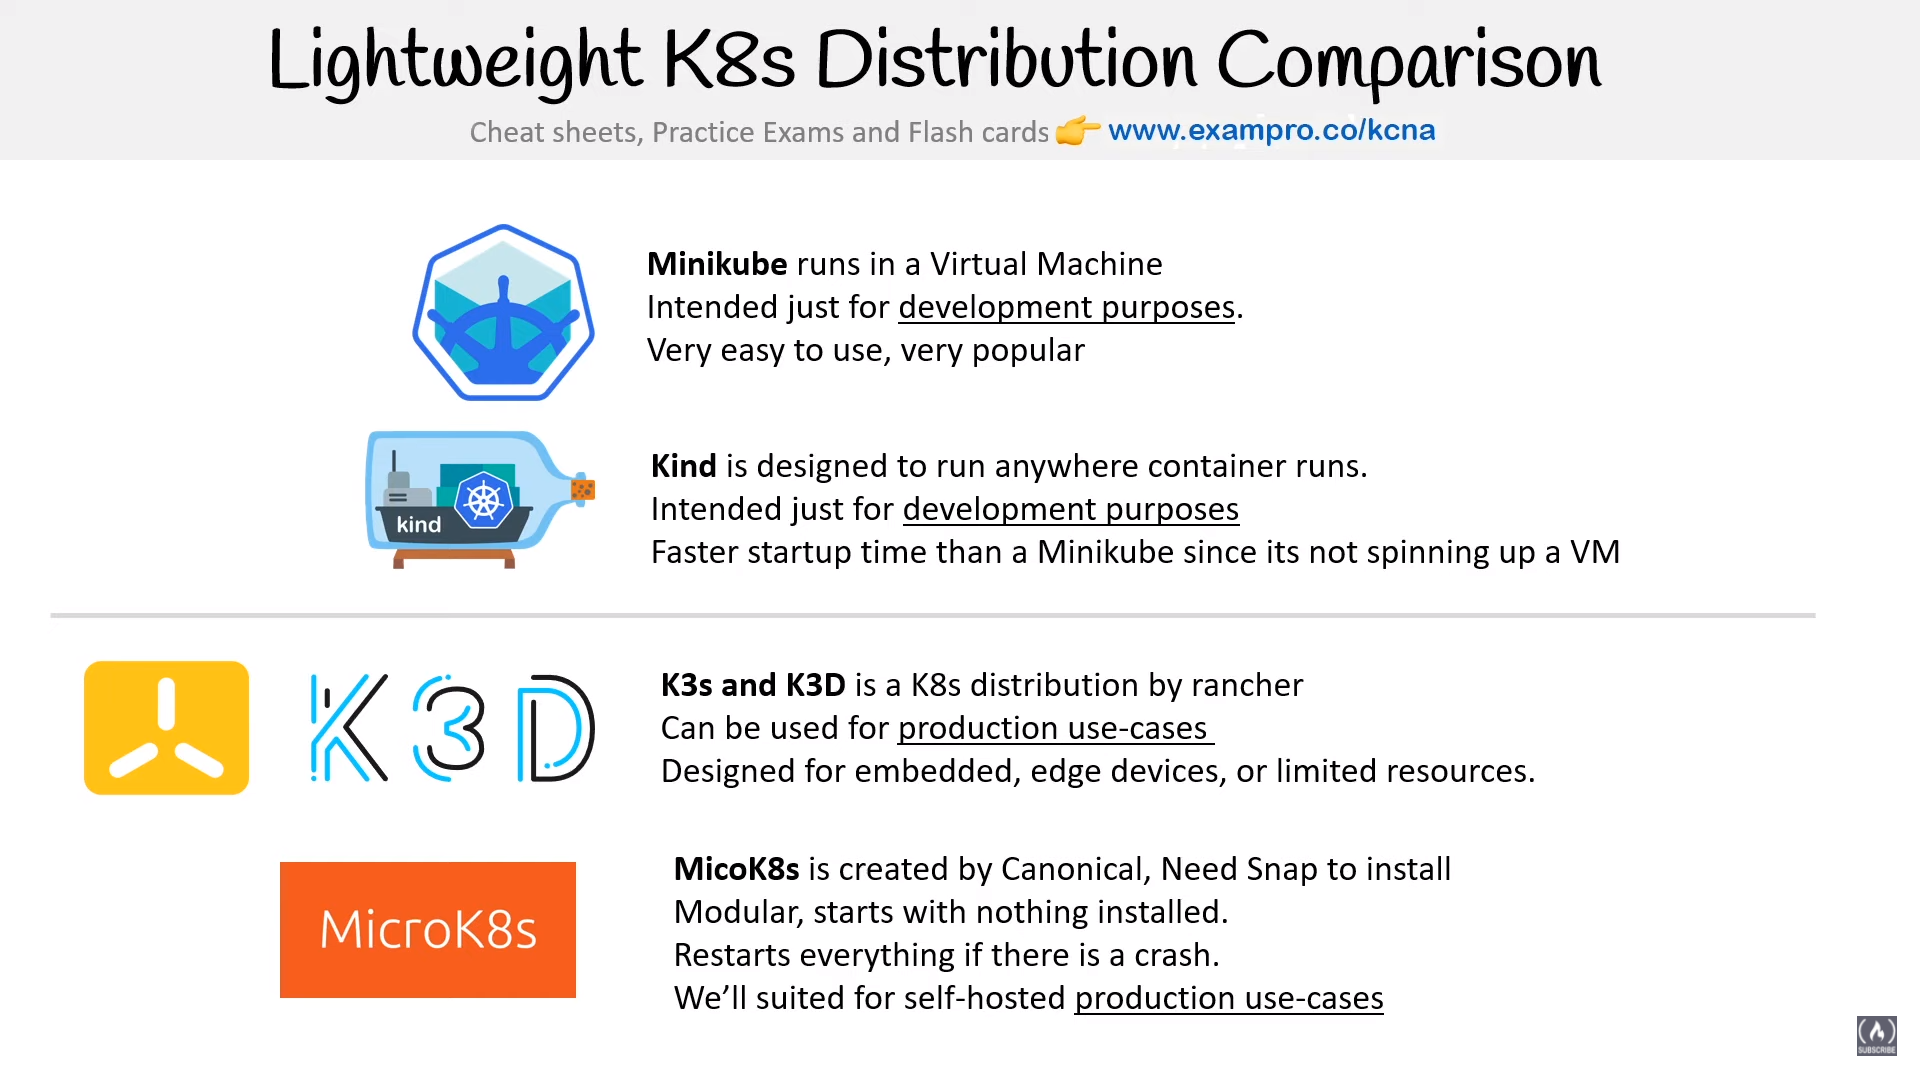 Lightweight K8s Distribution Comparison
Cheat sheets, Practice Exams and Flash cards 👉 www.exampro.co/kcna
Minikube runs in a Virtual Machine
Intended just for development purposes.
Very easy to use, very popular
kind
Kind is designed to run anywhere container runs.
Intended just for development purposes
Faster startup time than a Minikube since its not spinning up a VM
K3D
K3s and K3D is a K8s distribution by rancher
Can be used for production use-cases
Designed for embedded, edge devices, or limited resources.
MicroK8s
MicoK8s is created by Canonical, Need Snap to install
Modular, starts with nothing installed.
Restarts everything if there is a crash.
We’ll suited for self-hosted production use-cases
SUBSCRIBE